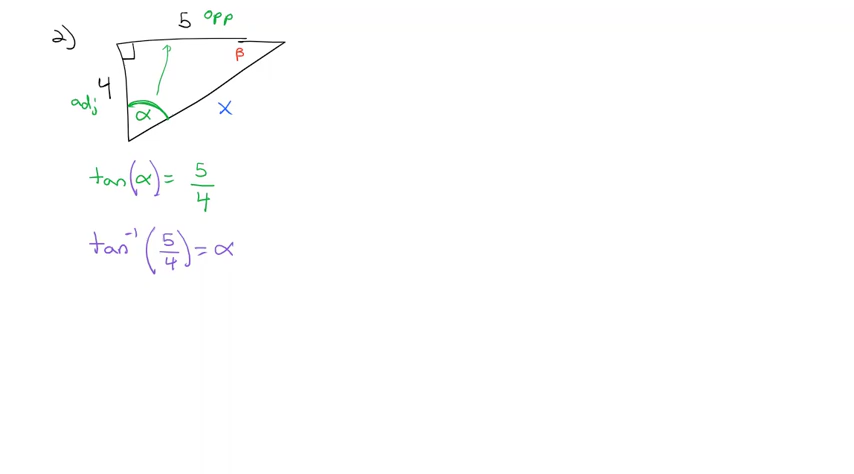 2)
5 opp
β
4
adj
α
x
tan(α) = 5/4
tan⁻¹(5/4) = α